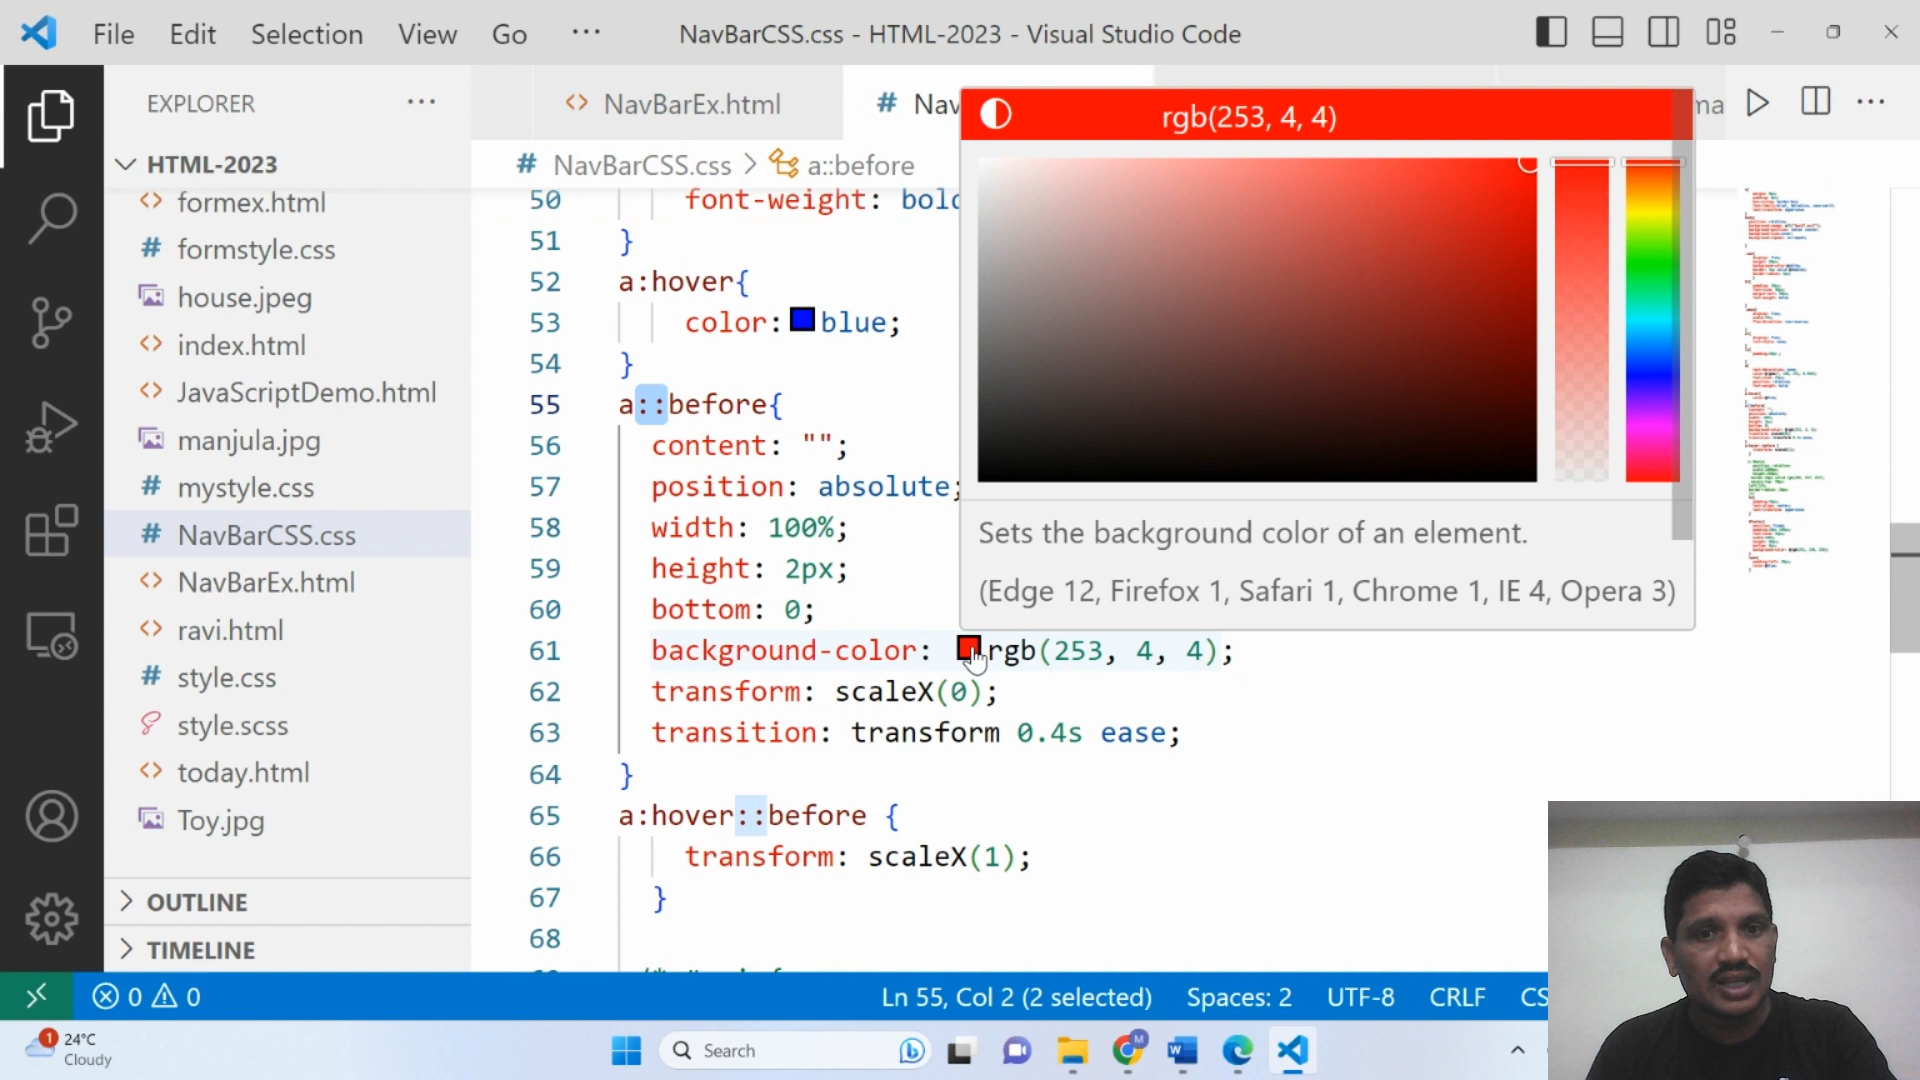 File Edit Selection View Go ··· NavBarCSS.css - HTML-2023 - Visual Studio Code
EXPLORER ···
HTML-2023
formex.html
formstyle.css
house.jpeg
index.html
JavaScriptDemo.html
manjula.jpg
mystyle.css
NavBarCSS.css
NavBarEx.html
ravi.html
style.css
style.scss
today.html
Toy.jpg
OUTLINE
TIMELINE
NavBarEx.html
# Nav
ma ···
# NavBarCSS.css > a::before
rgb(253, 4, 4)
Sets the background color of an element.
(Edge 12, Firefox 1, Safari 1, Chrome 1, IE 4, Opera 3)
50 font-weight: bold
51 }
52 a:hover{
53 color: blue;
54 }
55 a::before{
56 content: "";
57 position: absolute;
58 width: 100%;
59 height: 2px;
60 bottom: 0;
61 background-color: rgb(253, 4, 4);
62 transform: scaleX(0);
63 transition: transform 0.4s ease;
64 }
65 a:hover::before {
66 transform: scaleX(1);
67 }
68
0 0 Ln 55, Col 2 (2 selected) Spaces: 2 UTF-8 CRLF CS
1 24°C
Cloudy
Search